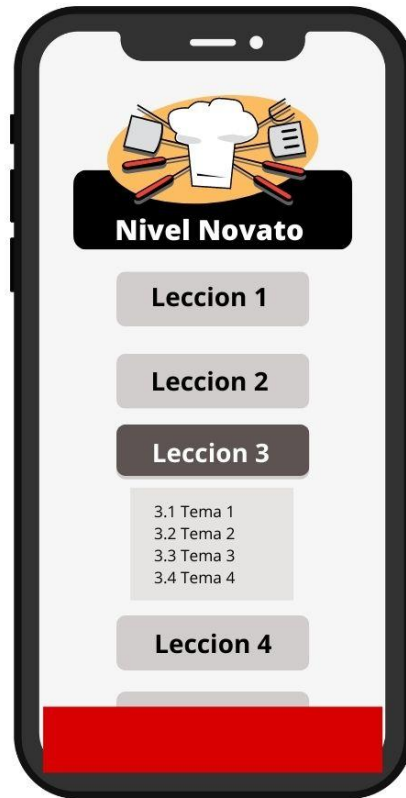 Nivel Novato
Leccion 1
Leccion 2
Leccion 3
3.1 Tema 1
3.2 Tema 2
3.3 Tema 3
3.4 Tema 4
Leccion 4